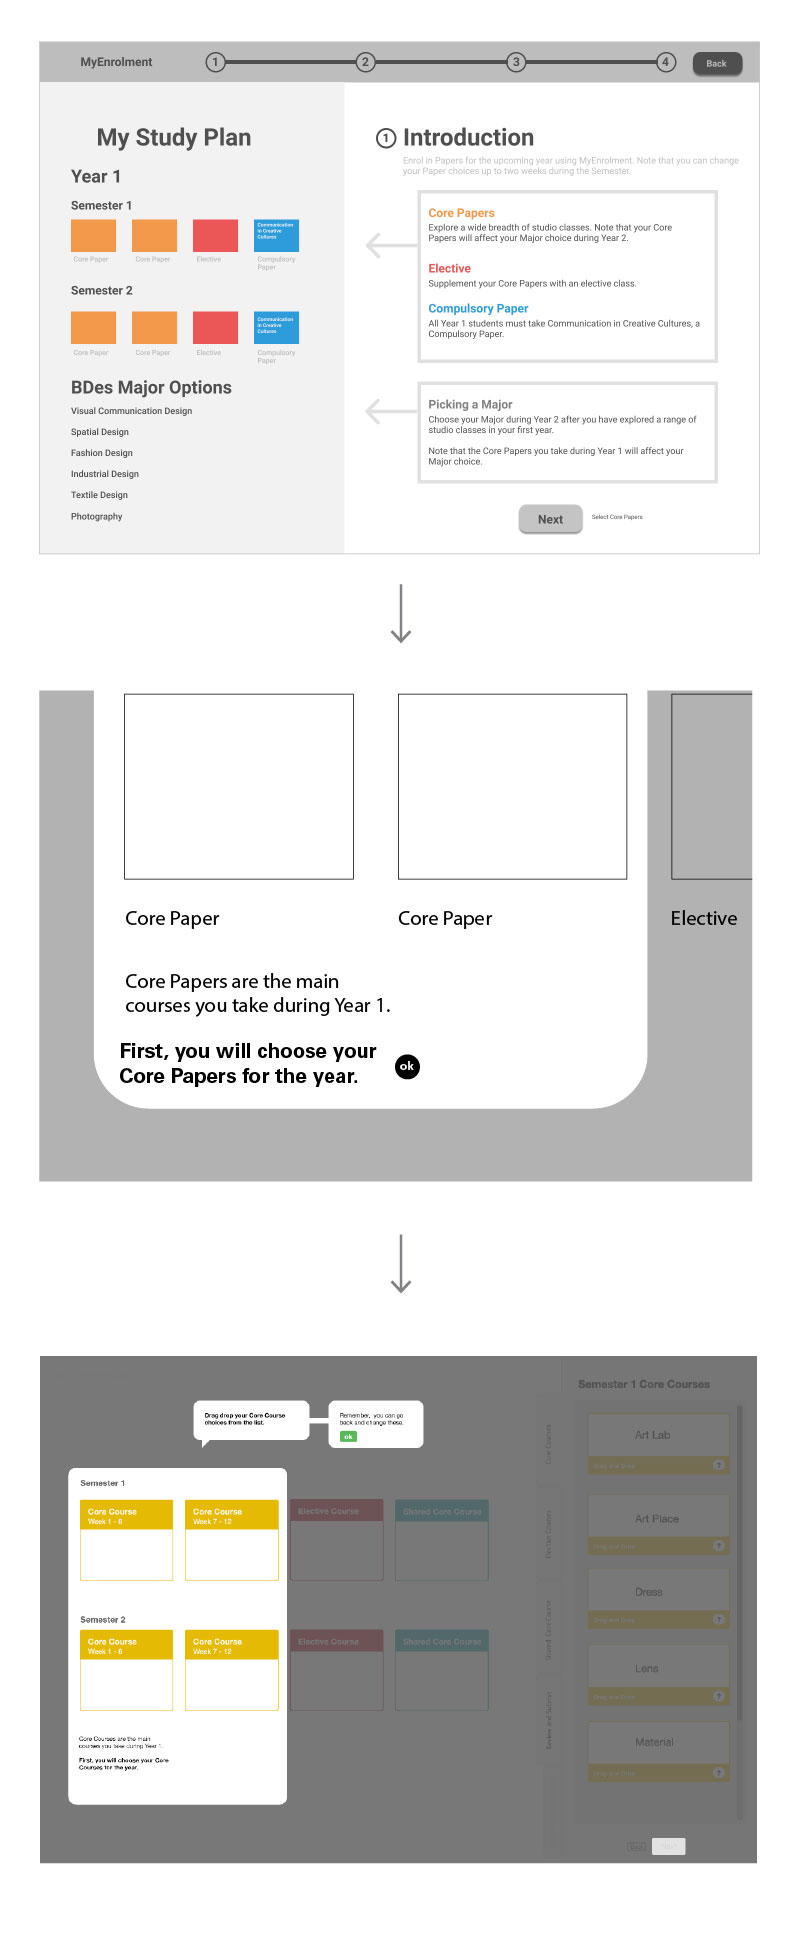 MyEnrolment
1
2
3
4
Back
My Study Plan
Year 1
Semester 1
Communication
in Creative
Cultures
Core Paper
Core Paper
Elective
Compulsory
Paper
Semester 2
Communication
in Creative
Cultures
Core Paper
Core Paper
Elective
Compulsory
Paper
BDes Major Options
Visual Communication Design
Spatial Design
Fashion Design
Industrial Design
Textile Design
Photography
1 Introduction
Enrol in Papers for the upcoming year using MyEnrolment. Note that you can change
your Paper choices up to two weeks during the Semester.
Core Papers
Explore a wide breadth of studio classes. Note that your Core
Papers will affect your Major choice during Year 2.
Elective
Supplement your Core Papers with an elective class.
Compulsory Paper
All Year 1 students must take Communication in Creative Cultures, a
Compulsory Paper.
Picking a Major
Choose your Major during Year 2 after you have explored a range of
studio classes in your first year.
Note that the Core Papers you take during Year 1 will affect your
Major choice.
Next
Select Core Papers
Core Paper
Core Paper
Elective
Core Papers are the main
courses you take during Year 1.
First, you will choose your
Core Papers for the year.
ok
Drag drop your Core Course
choices from the list.
Remember, you can go
back and change these.
ok
Semester 1
Core Course
Week 1 - 6
Core Course
Week 7 - 12
Elective Course
Shared Core Course
Semester 2
Core Course
Week 1 - 6
Core Course
Week 7 - 12
Elective Course
Shared Core Course
Core Courses are the main
courses you take during Year 1.
First, you will choose your Core
Courses for the year.
Core Courses
Elective Courses
Shared Core Course
Review and Submit
Semester 1 Core Courses
Art Lab
Drag and Drop
?
Art Place
Drag and Drop
?
Dress
Drag and Drop
?
Lens
Drag and Drop
?
Material
Drag and Drop
?
Back
Next